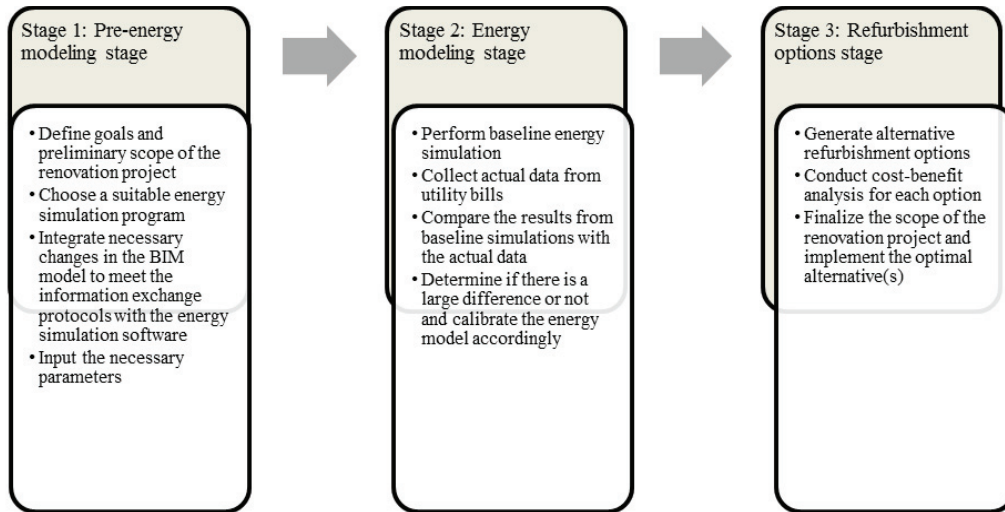 Stage 1: Pre-energy
modeling stage
• Define goals and
preliminary scope of the
renovation project
• Choose a suitable energy
simulation program
• Integrate necessary
changes in the BIM
model to meet the
information exchange
protocols with the energy
simulation software
• Input the necessary
parameters
Stage 2: Energy
modeling stage
• Perform baseline energy
simulation
• Collect actual data from
utility bills
• Compare the results from
baseline simulations with
the actual data
• Determine if there is a
large difference or not
and calibrate the energy
model accordingly
Stage 3: Refurbishment
options stage
• Generate alternative
refurbishment options
• Conduct cost-benefit
analysis for each option
• Finalize the scope of the
renovation project and
implement the optimal
alternative(s)